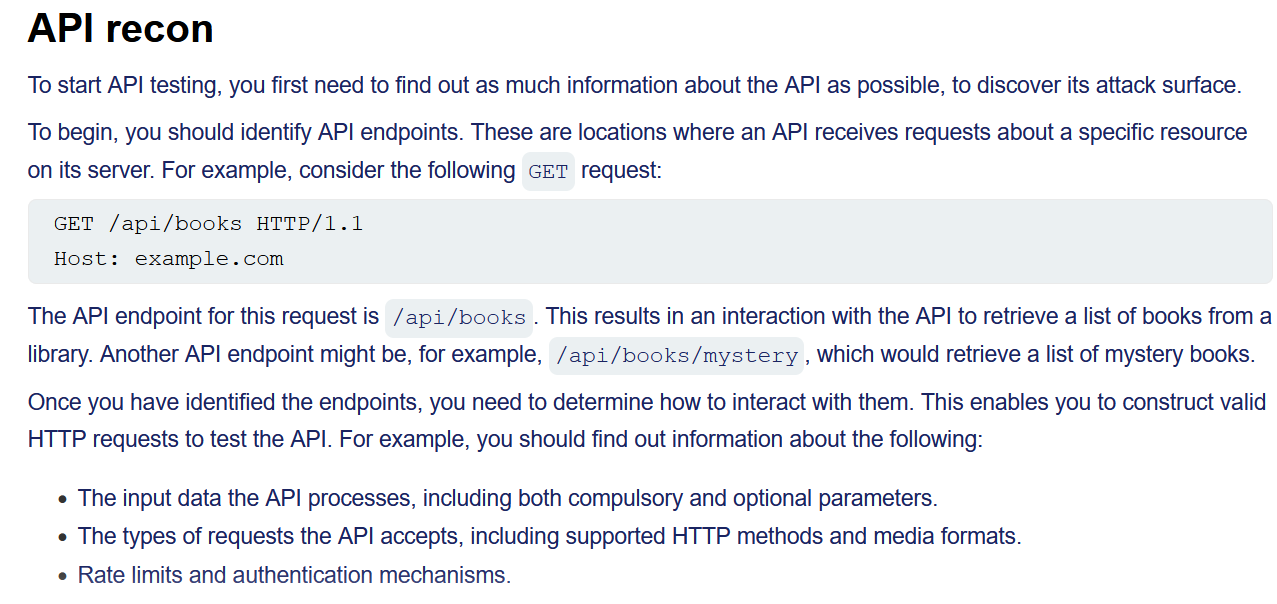 API recon
To start API testing, you first need to find out as much information about the API as possible, to discover its attack surface.
To begin, you should identify API endpoints. These are locations where an API receives requests about a specific resource
on its server. For example, consider the following GET request:
GET /api/books HTTP/1.1
Host: example.com
The API endpoint for this request is /api/books. This results in an interaction with the API to retrieve a list of books from a
library. Another API endpoint might be, for example, /api/books/mystery, which would retrieve a list of mystery books.
Once you have identified the endpoints, you need to determine how to interact with them. This enables you to construct valid
HTTP requests to test the API. For example, you should find out information about the following:
• The input data the API processes, including both compulsory and optional parameters.
• The types of requests the API accepts, including supported HTTP methods and media formats.
• Rate limits and authentication mechanisms.